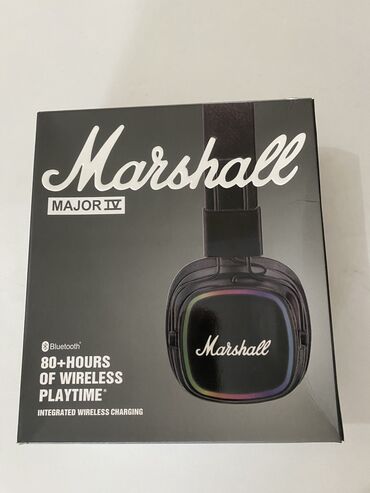 Marshall
MAJOR IV
Marshall
Bluetooth®
80+HOURS
OF WIRELESS
PLAYTIME*
INTEGRATED WIRELESS CHARGING